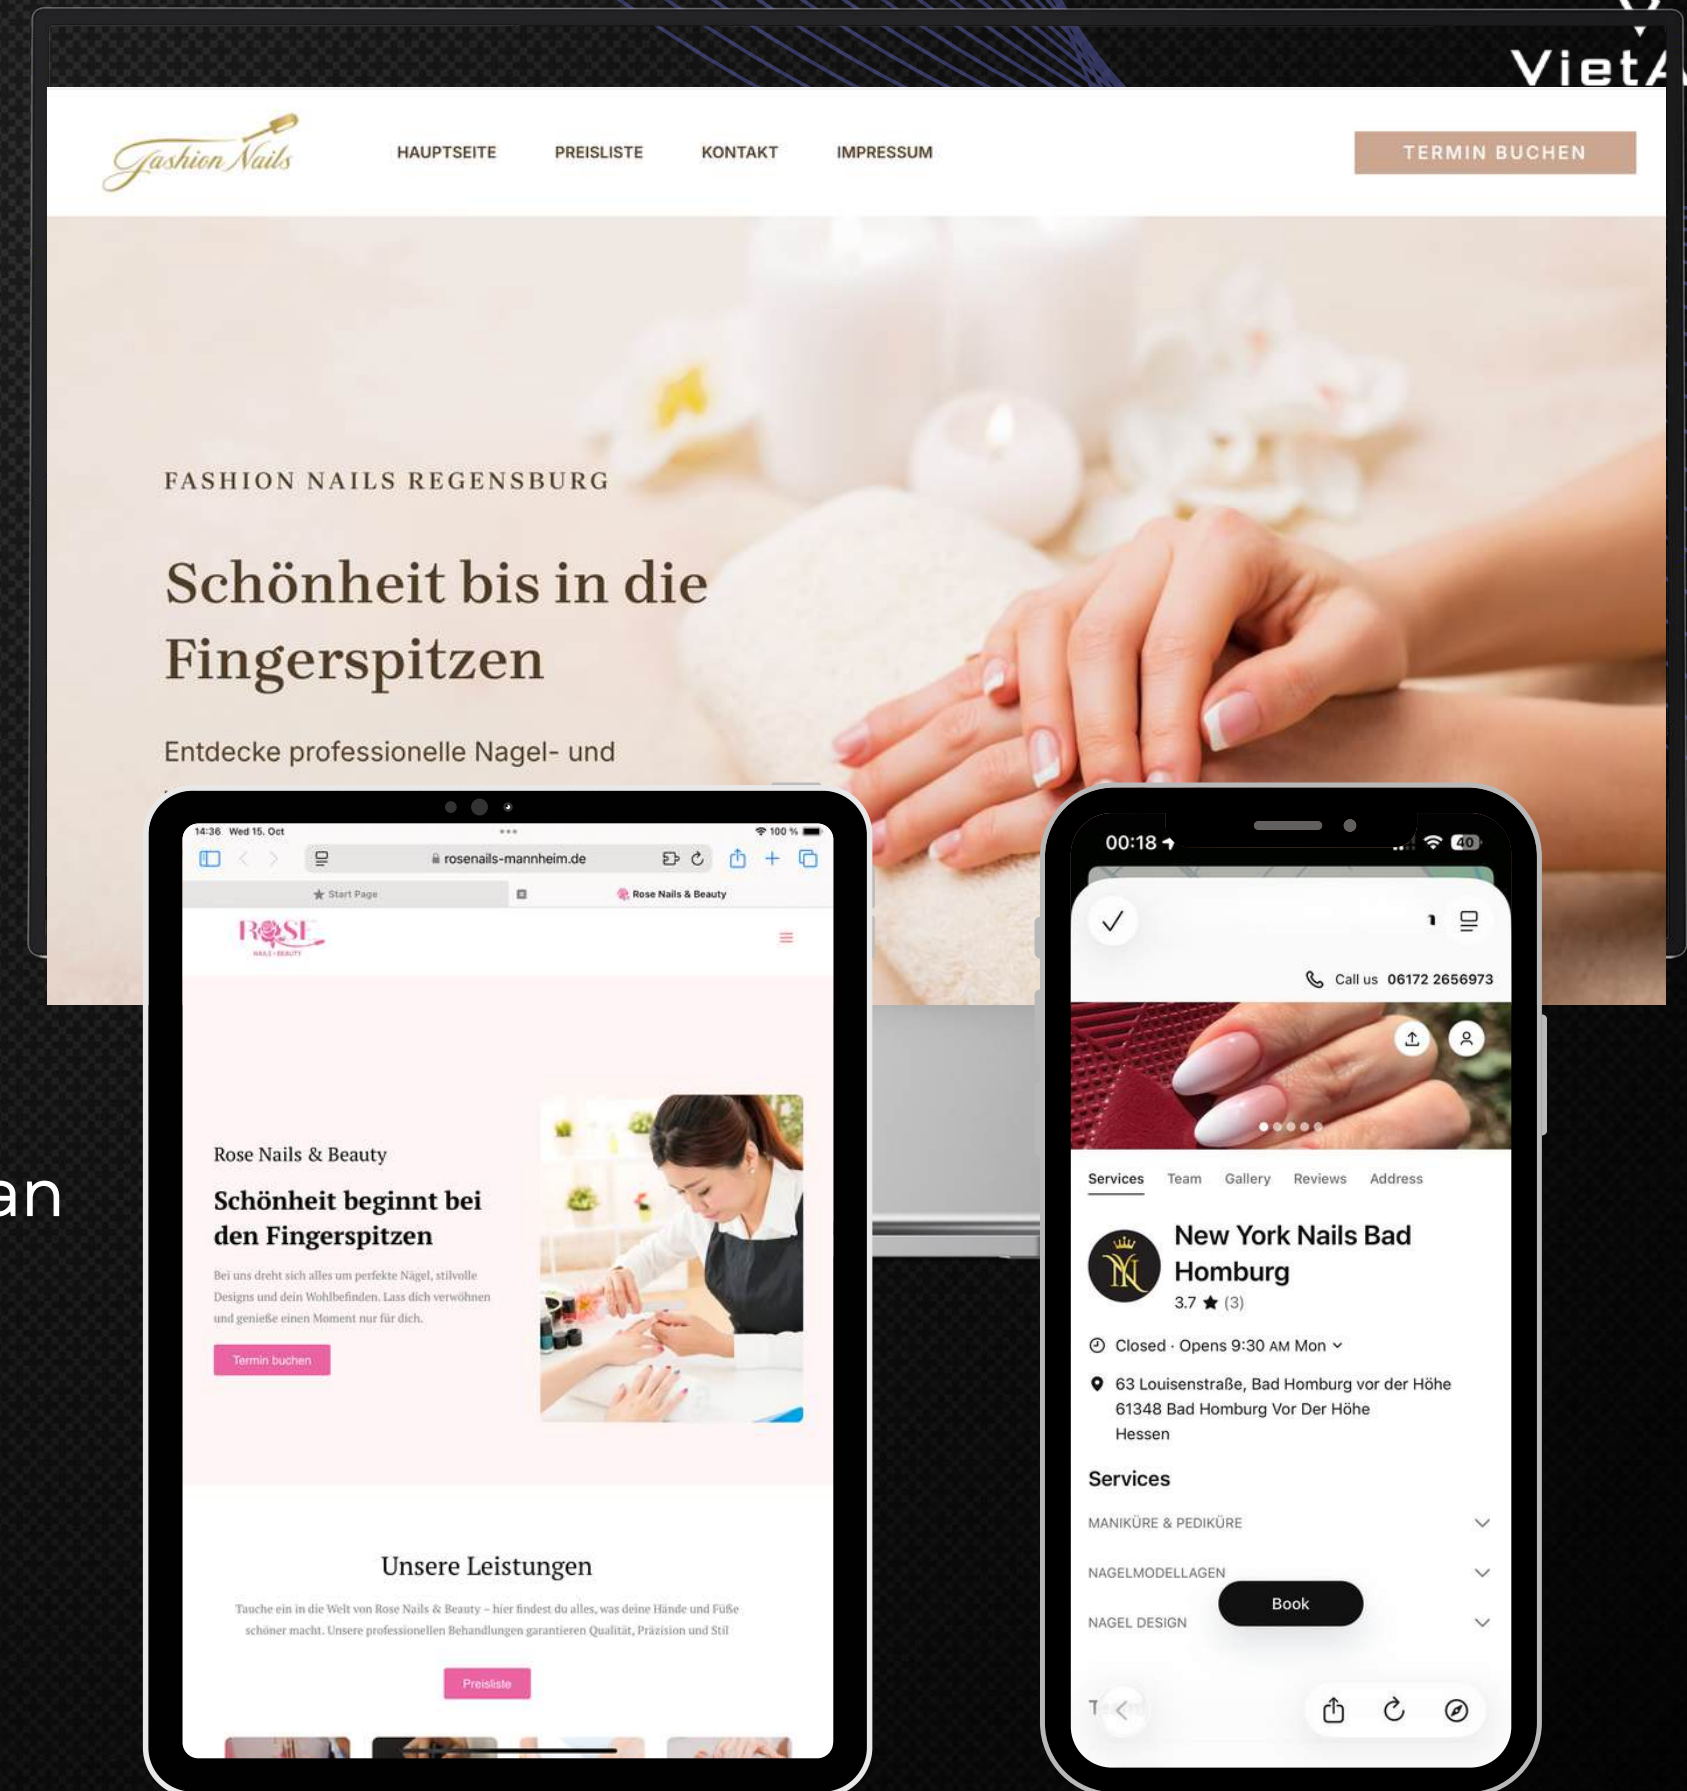 Fashion Nails
HAUPTSEITE PREISLISTE KONTAKT IMPRESSUM
TERMIN BUCHEN
FASHION NAILS REGENSBURG
Schönheit bis in die
Fingerspitzen
Entdecke professionelle Nagel- und
14:36 Wed 15. Oct
100 %
rosenails-mannheim.de
Start Page
Rose Nails & Beauty
ROSE
NAILS - BEAUTY
Rose Nails & Beauty
Schönheit beginnt bei
den Fingerspitzen
Bei uns dreht sich alles um perfekte Nägel, stilvolle
Designs und dein Wohlbefinden. Lass dich verwöhnen
und genieße einen Moment nur für dich.
Termin buchen
Unsere Leistungen
Tauche ein in die Welt von Rose Nails & Beauty – hier findest du alles, was deine Hände und Füße
schöner macht. Unsere professionellen Behandlungen garantieren Qualität, Präzision und Stil
Preisliste
00:18
40
Call us 06172 2656973
Services Team Gallery Reviews Address
New York Nails Bad
Homburg
3.7 ★ (3)
Closed · Opens 9:30 AM Mon
63 Louisenstraße, Bad Homburg vor der Höhe
61348 Bad Homburg Vor Der Höhe
Hessen
Services
MANIKÜRE & PEDIKÜRE
NAGELMODELLAGEN
NAGEL DESIGN
Book